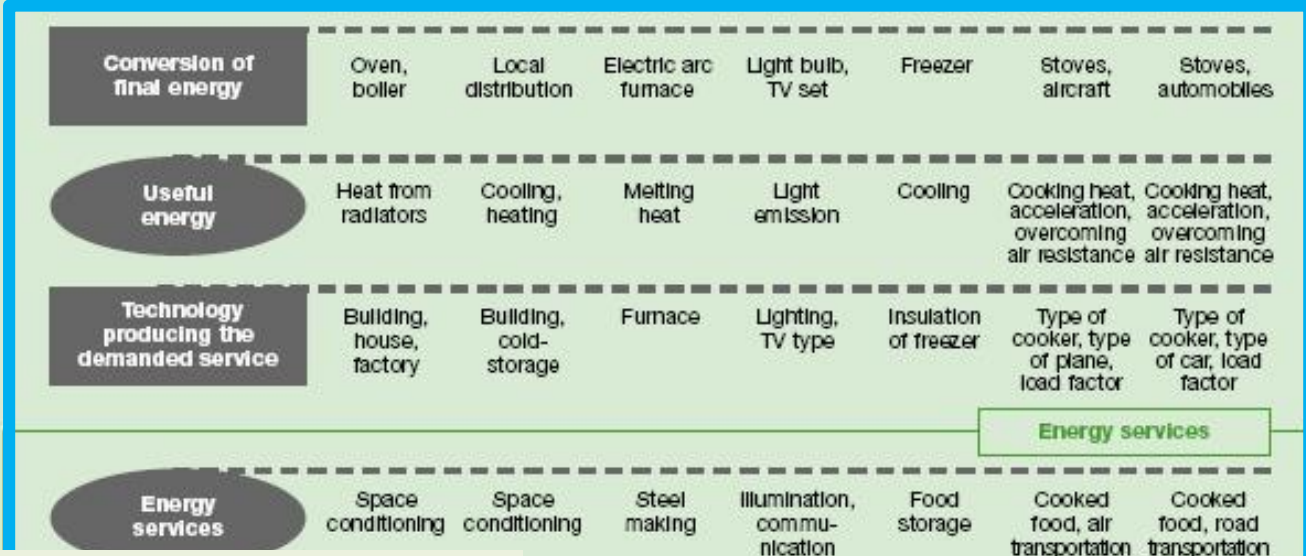 Conversion of
final energy
Oven,
boiler
Local
distribution
Electric arc
furnace
Light bulb,
TV set
Freezer
Stoves,
aircraft
Stoves,
automobiles
Useful
energy
Heat from
radiators
Cooling,
heating
Melting
heat
Light
emission
Cooling
Cooking heat,
acceleration,
overcoming
air resistance
Cooking heat,
acceleration,
overcoming
air resistance
Technology
producing the
demanded service
Building,
house,
factory
Building,
cold-
storage
Furnace
Lighting,
TV type
Insulation
of freezer
Type of
cooker, type
of plane,
load factor
Type of
cooker, type
of car, load
factor
Energy services
Energy
services
Space
conditioning
Space
conditioning
Steel
making
Illumination,
commu-
nication
Food
storage
Cooked
food, air
transportation
Cooked
food, road
transportation